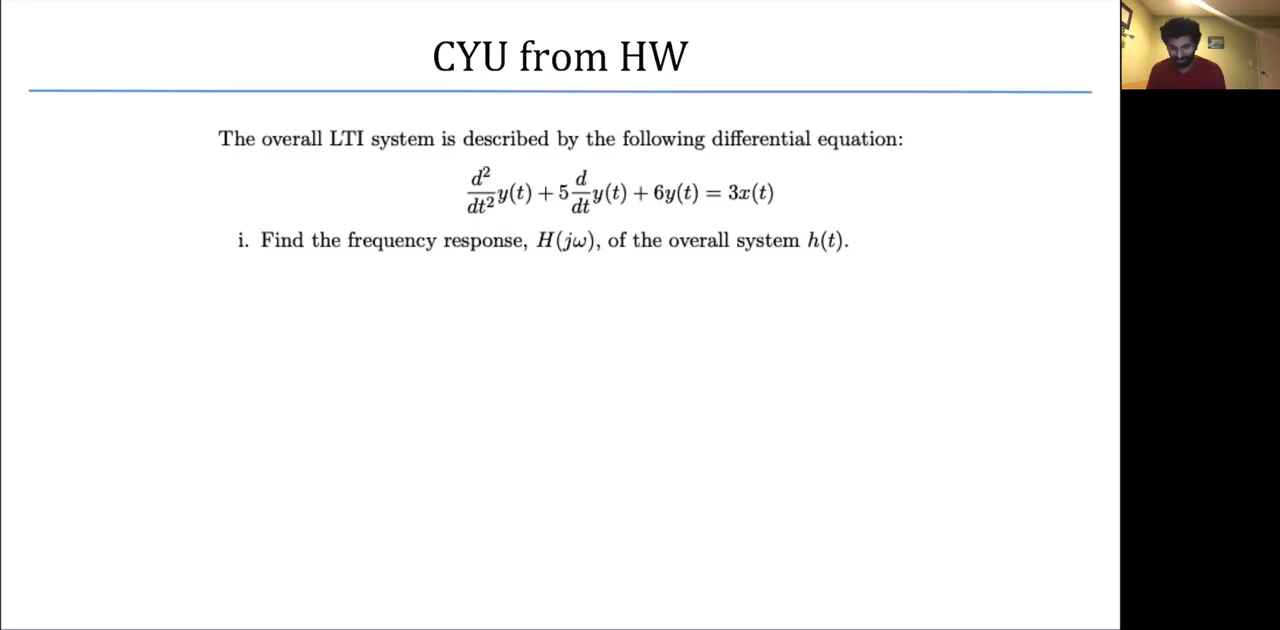 CYU from HW
The overall LTI system is described by the following differential equation:
d²/dt² y(t) + 5 d/dt y(t) + 6y(t) = 3x(t)
i. Find the frequency response, H(jω), of the overall system h(t).